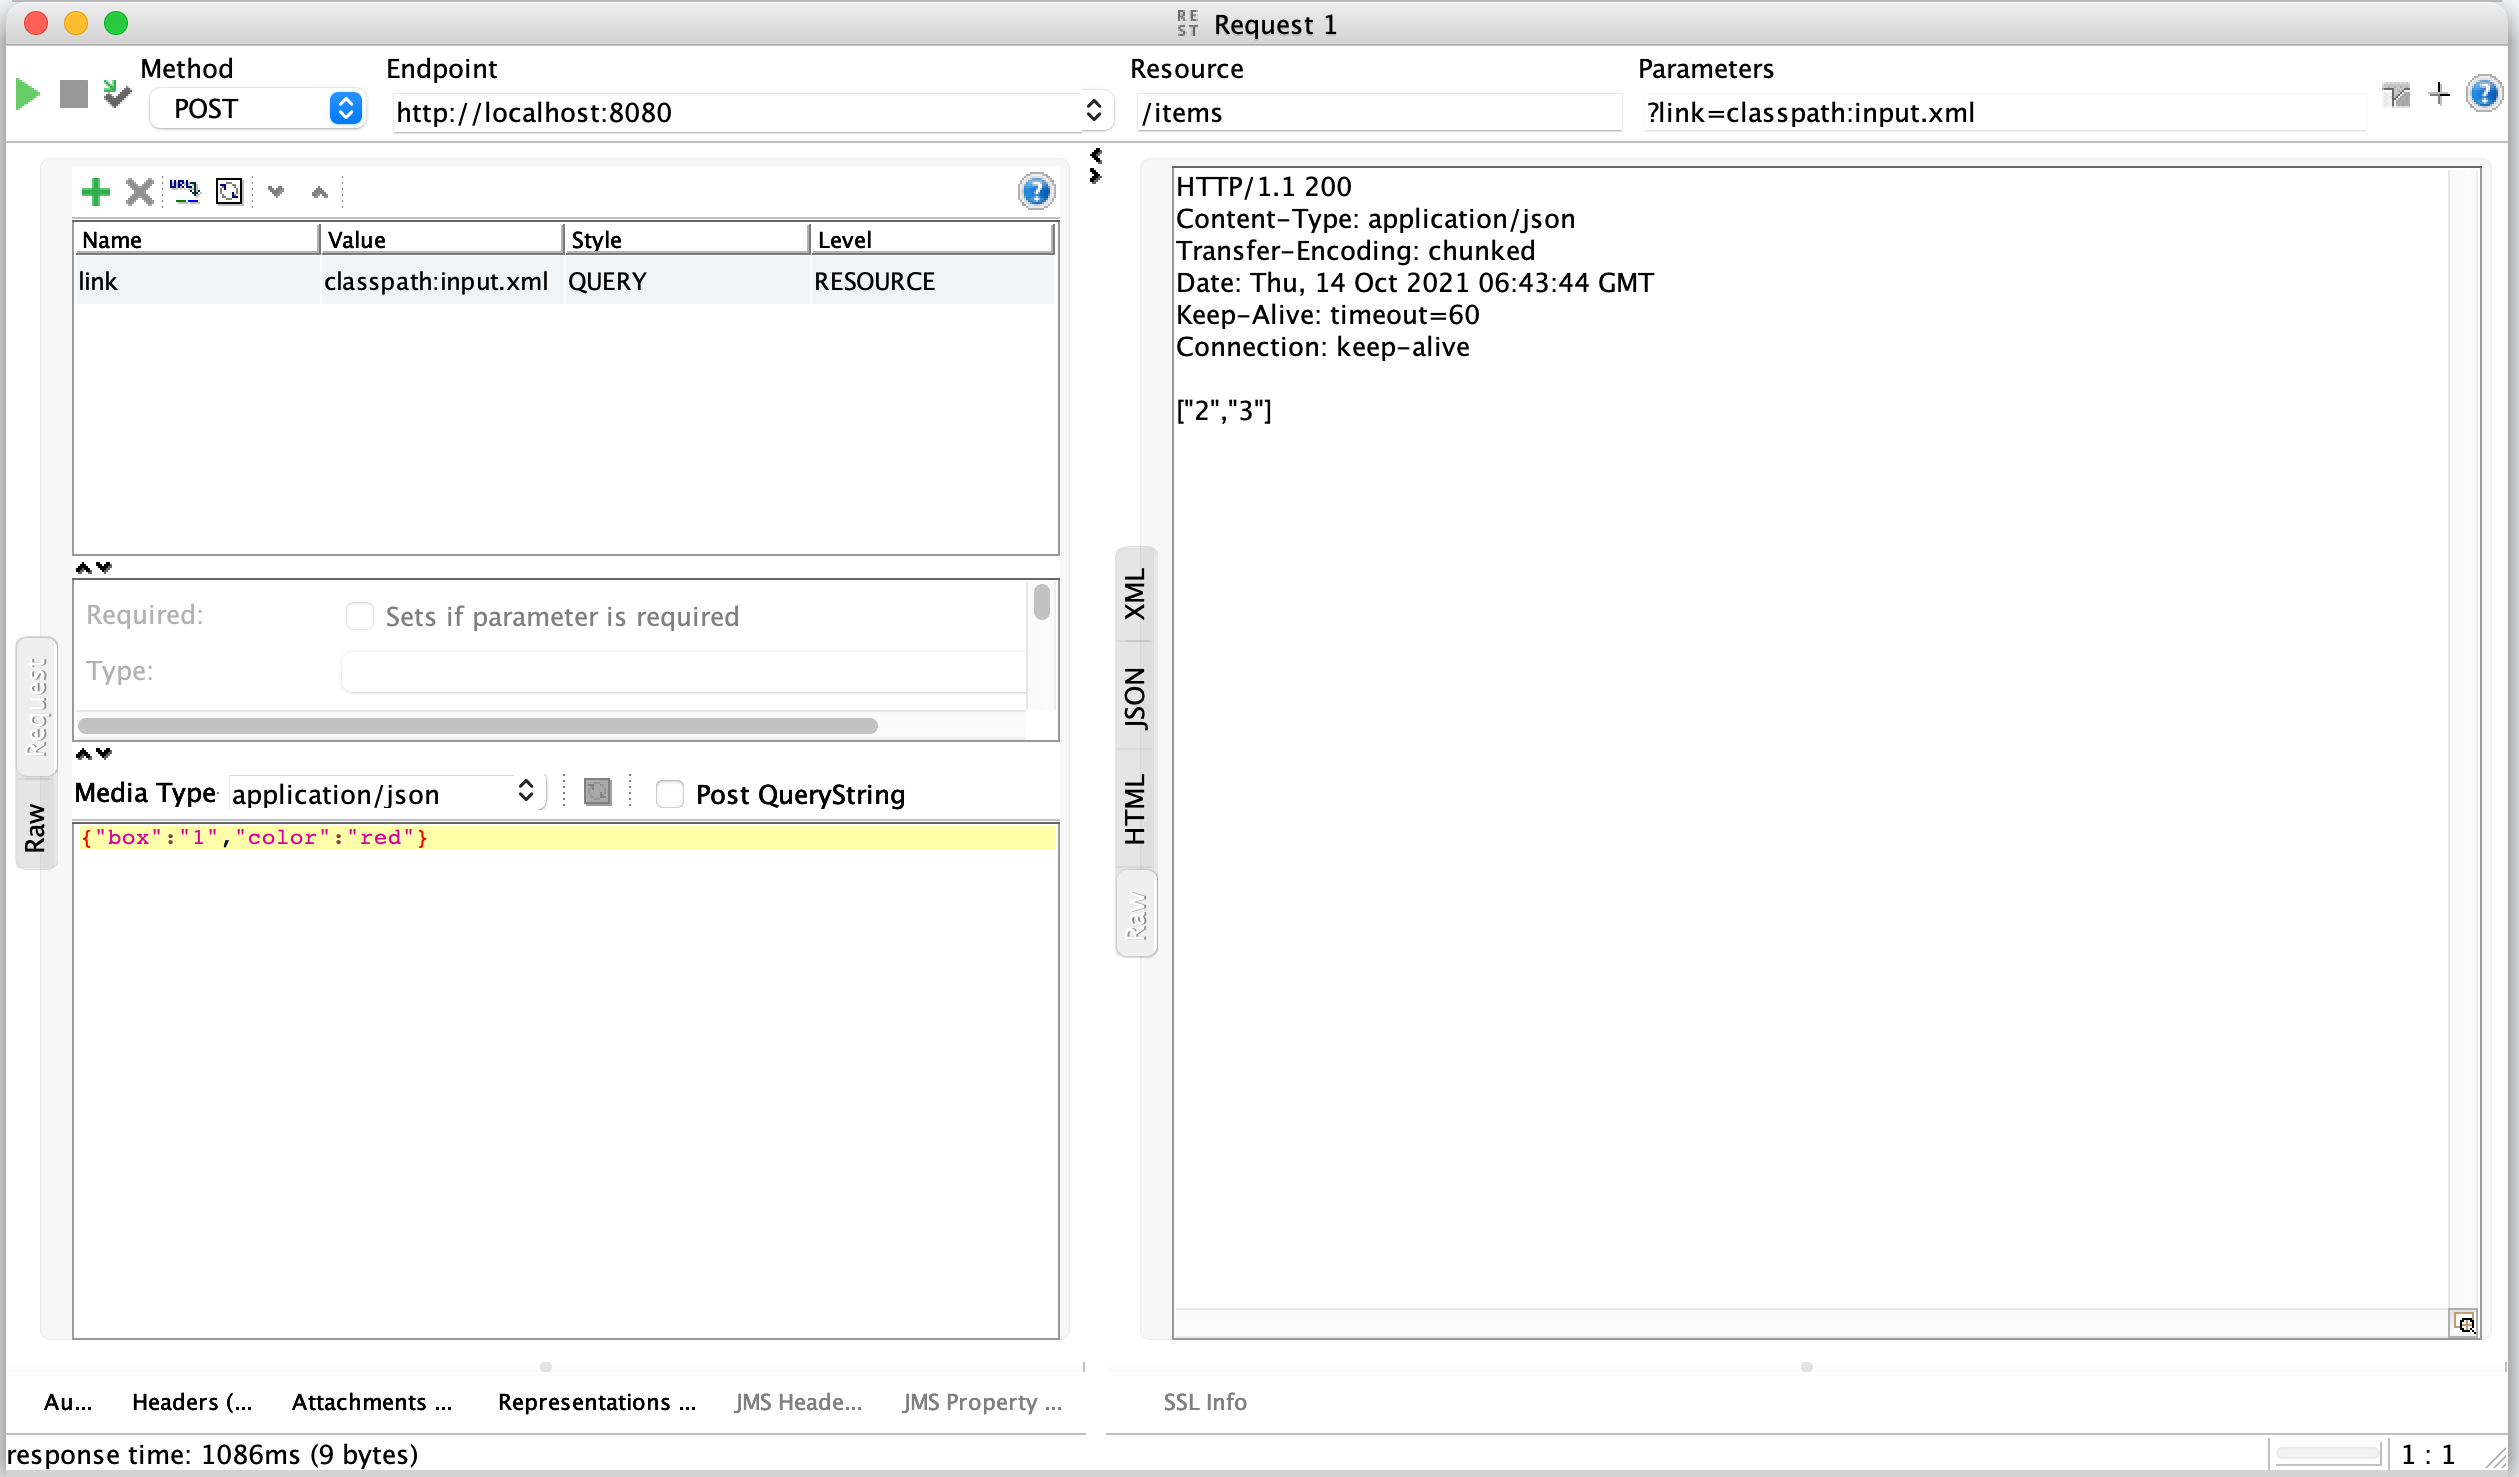 REST Request 1
Method Endpoint Resource Parameters
POST http://localhost:8080 /items ?link=classpath:input.xml
URL
Name Value Style Level
link classpath:input.xml QUERY RESOURCE
Required: Sets if parameter is required
Type:
Request
Raw
Media Type application/json Post QueryString
{"box":"1","color":"red"}
XML
JSON
HTML
Raw
HTTP/1.1 200
Content-Type: application/json
Transfer-Encoding: chunked
Date: Thu, 14 Oct 2021 06:43:44 GMT
Keep-Alive: timeout=60
Connection: keep-alive
["2","3"]
Au... Headers (... Attachments ... Representations ... JMS Heade... JMS Property ... SSL Info
response time: 1086ms (9 bytes) 1 : 1